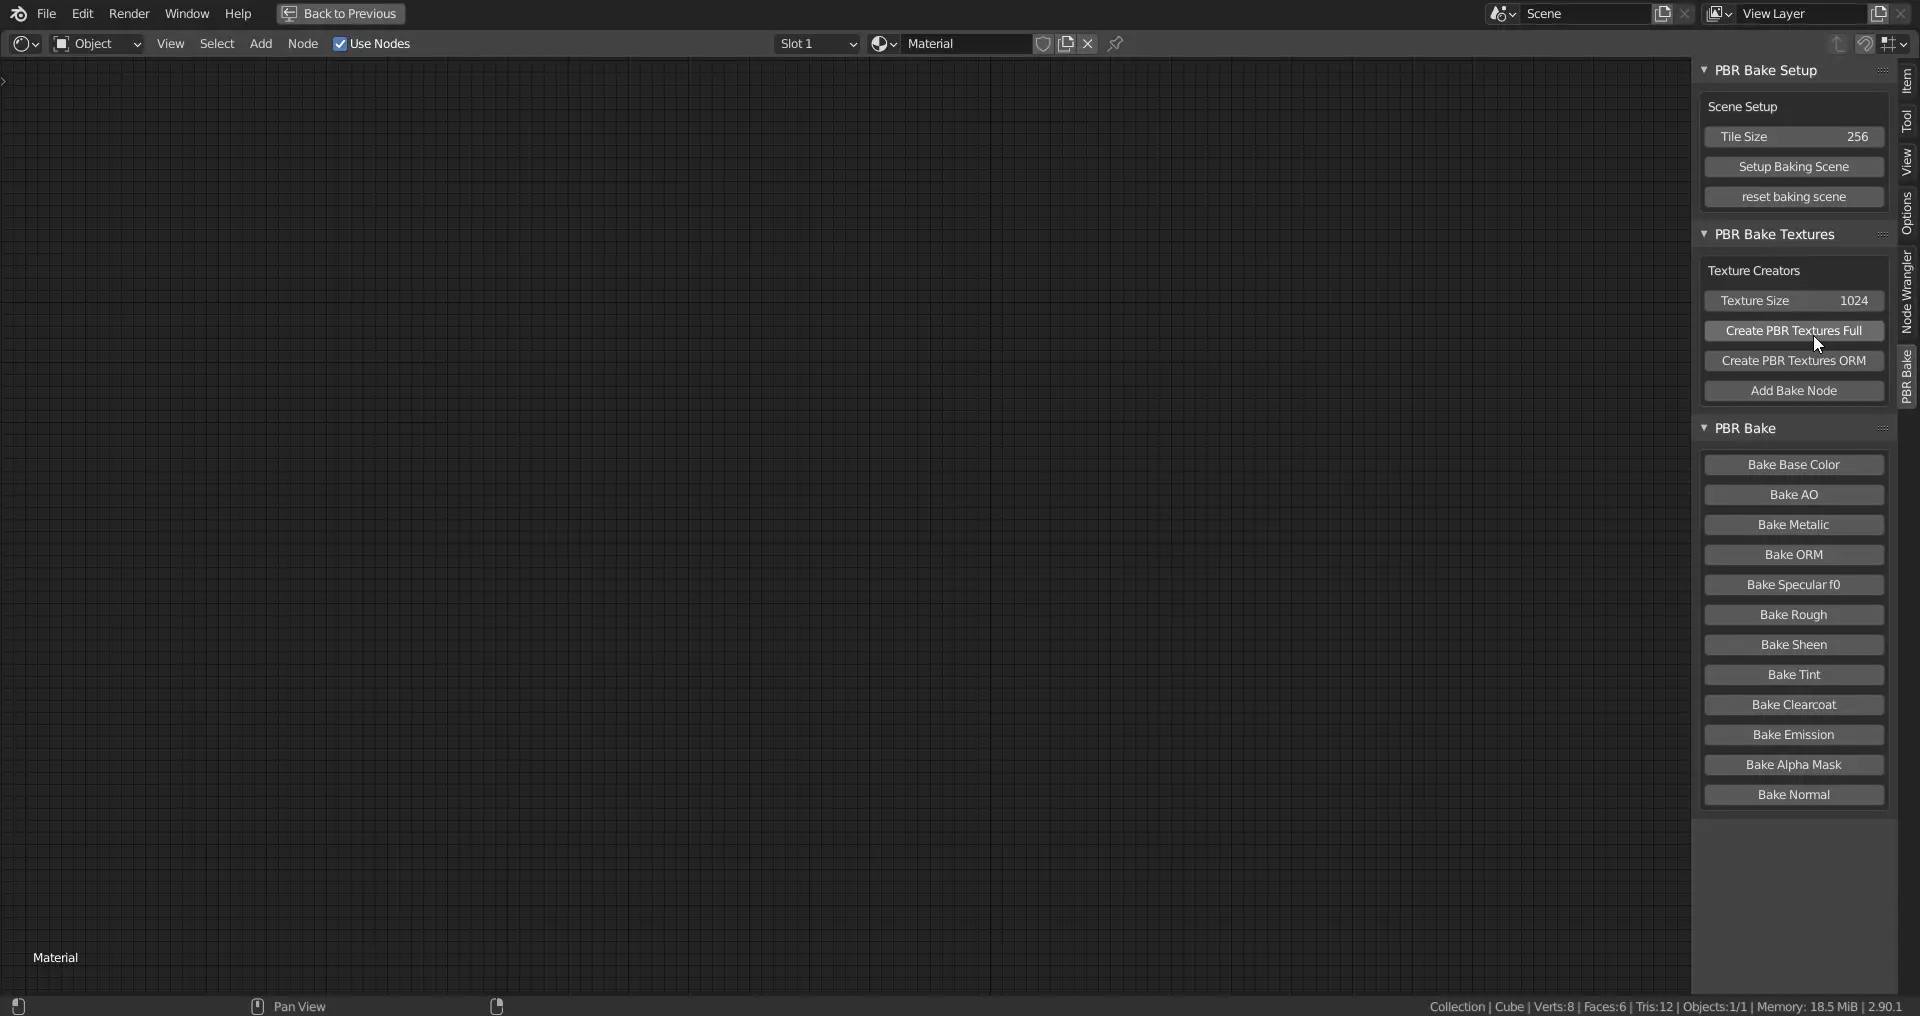 File Edit Render Window Help Back to Previous Scene View Layer
Object View Select Add Node Use Nodes Slot 1 Material
PBR Bake Setup
Scene Setup
Tile Size 256
Setup Baking Scene
reset baking scene
PBR Bake Textures
Texture Creators
Texture Size 1024
Create PBR Textures Full
Create PBR Textures ORM
Add Bake Node
PBR Bake
Bake Base Color
Bake AO
Bake Metalic
Bake ORM
Bake Specular f0
Bake Rough
Bake Sheen
Bake Tint
Bake Clearcoat
Bake Emission
Bake Alpha Mask
Bake Normal
Item
Tool
View
Options
Node Wrangler
PBR Bake
Material
Pan View
Collection | Cube | Verts:8 | Faces:6 | Tris:12 | Objects:1/1 | Memory: 18.5 MiB | 2.90.1